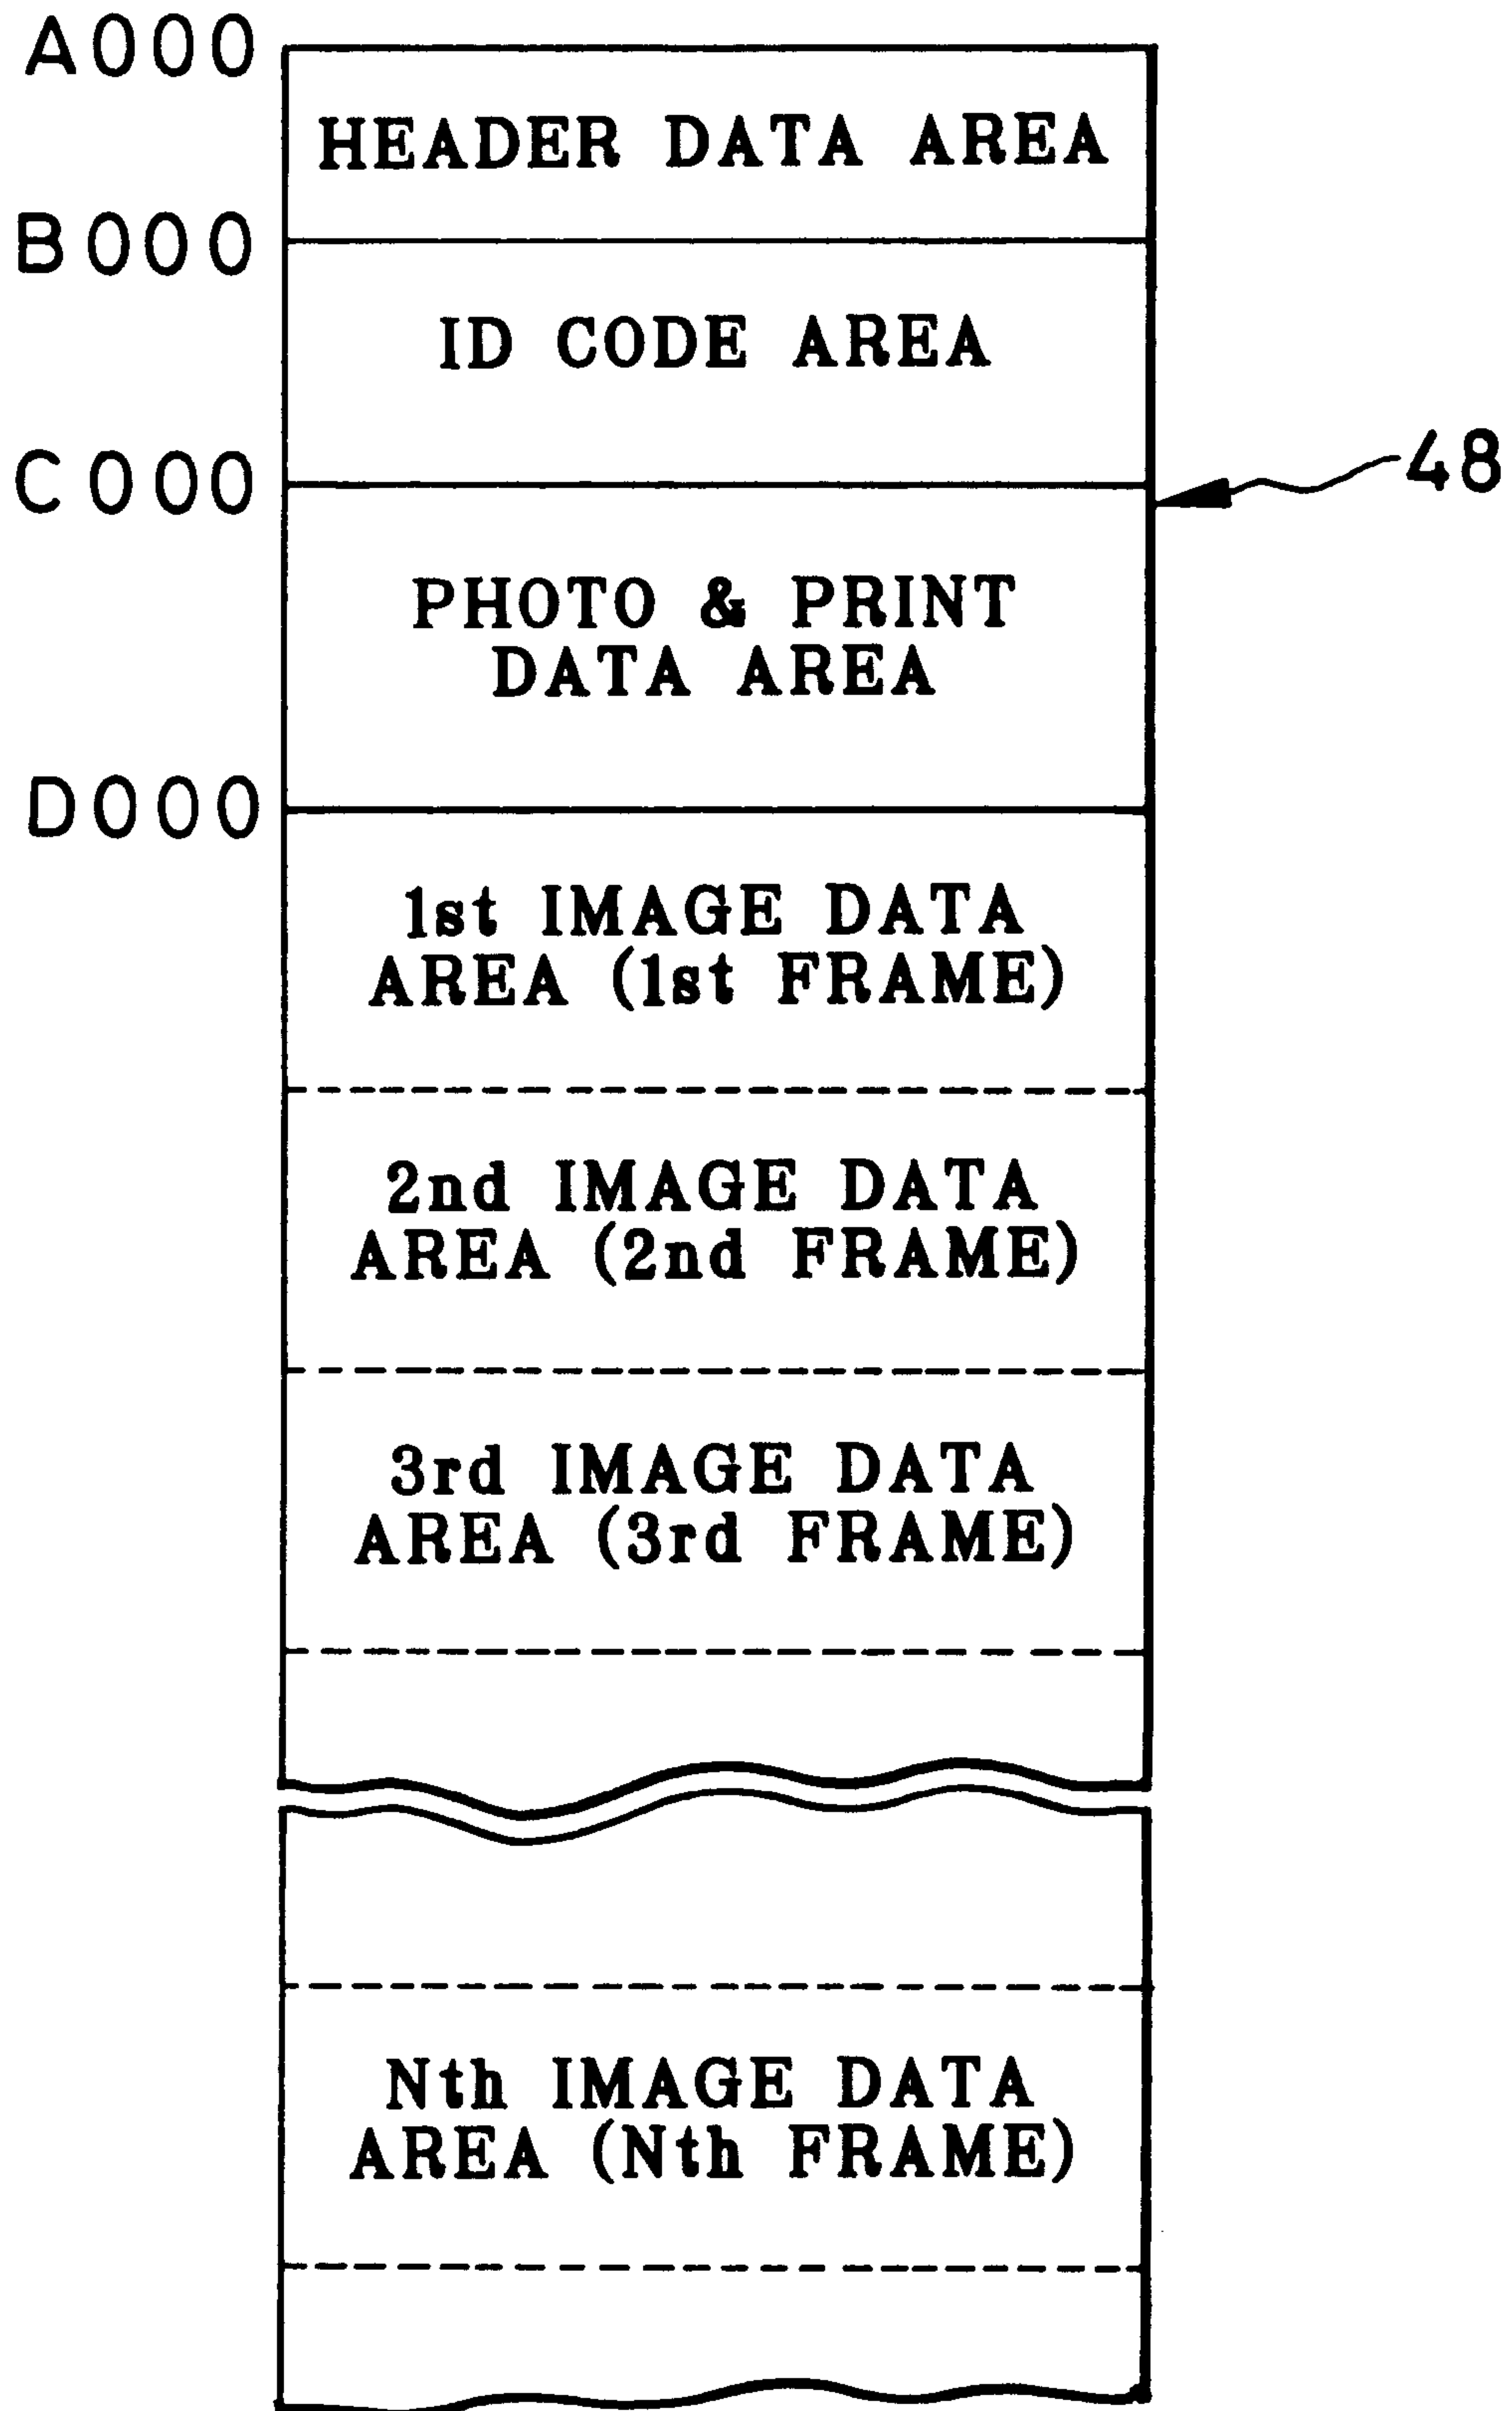 A000
HEADER DATA AREA
B000
ID CODE AREA
C000
48
PHOTO & PRINT
DATA AREA
D000
1st IMAGE DATA
AREA (1st FRAME)
2nd IMAGE DATA
AREA (2nd FRAME)
3rd IMAGE DATA
AREA (3rd FRAME)
Nth IMAGE DATA
AREA (Nth FRAME)